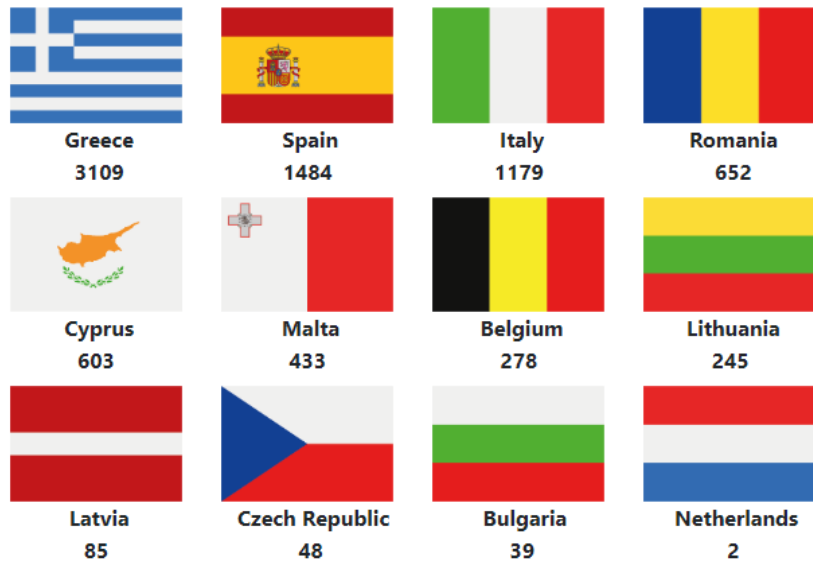 Greece Spain Italy Romania
3109 1484 1179 652
Cyprus Malta Belgium Lithuania
603 433 278 245
Latvia Czech Republic Bulgaria Netherlands
85 48 39 2